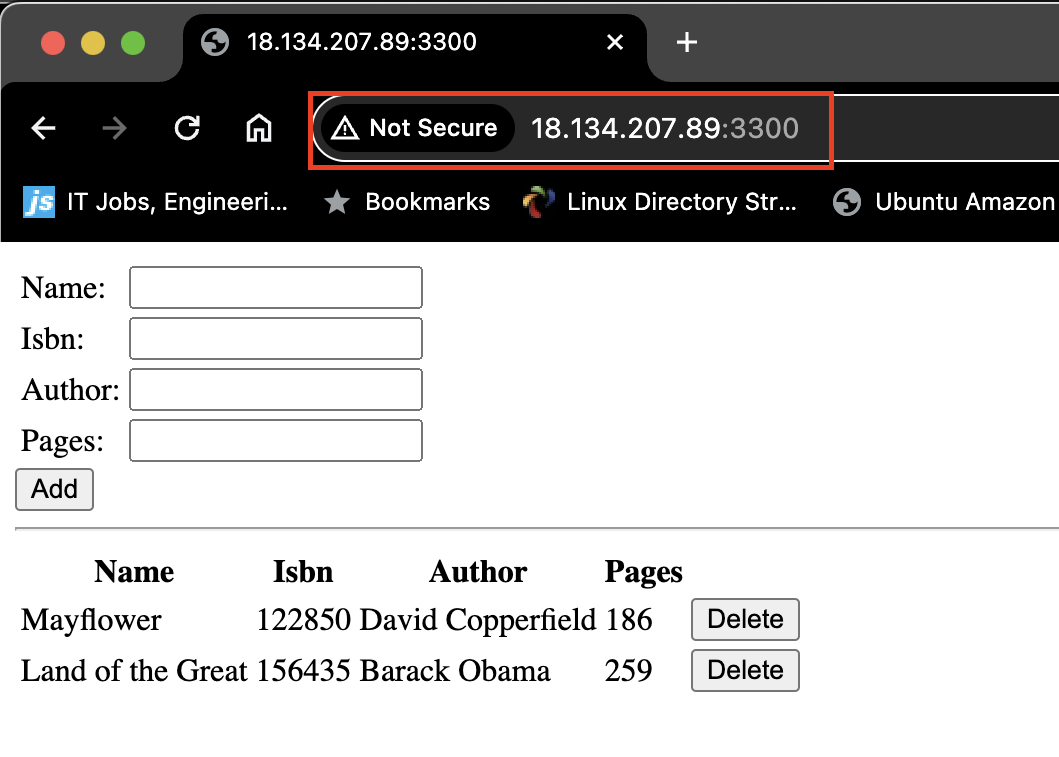 18.134.207.89:3300
Not Secure 18.134.207.89:3300
js IT Jobs, Engineeri... Bookmarks Linux Directory Str... Ubuntu Amazon
Name:
Isbn:
Author:
Pages:
Add
Name Isbn Author Pages
Mayflower 122850 David Copperfield 186 Delete
Land of the Great 156435 Barack Obama 259 Delete